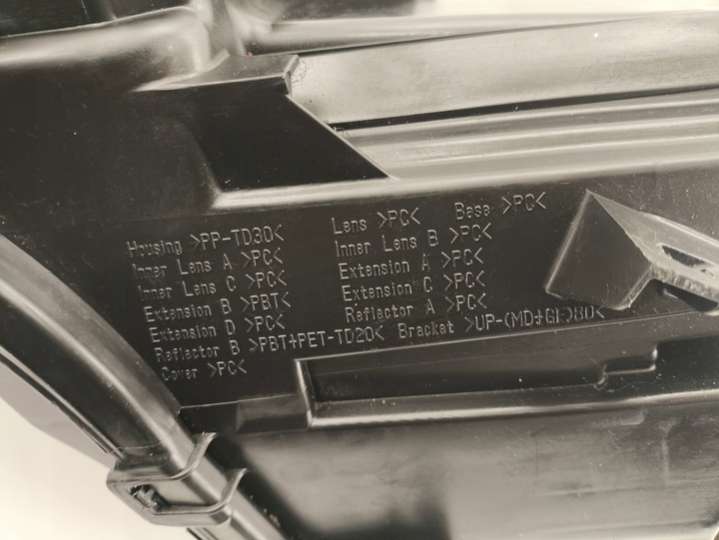 Housing >PP-TD30< Lens >PC< Base >PC<
Inner Lens A >PC< Inner Lens B >PC<
Inner Lens C >PC< Extension A >PC<
Extension B >PBT< Extension C >PC<
Extension D >PC< Reflector A >PC<
Reflector B >PBT+PET-TD20< Bracket >UP-(MD+GF)80<
Cover >PC<